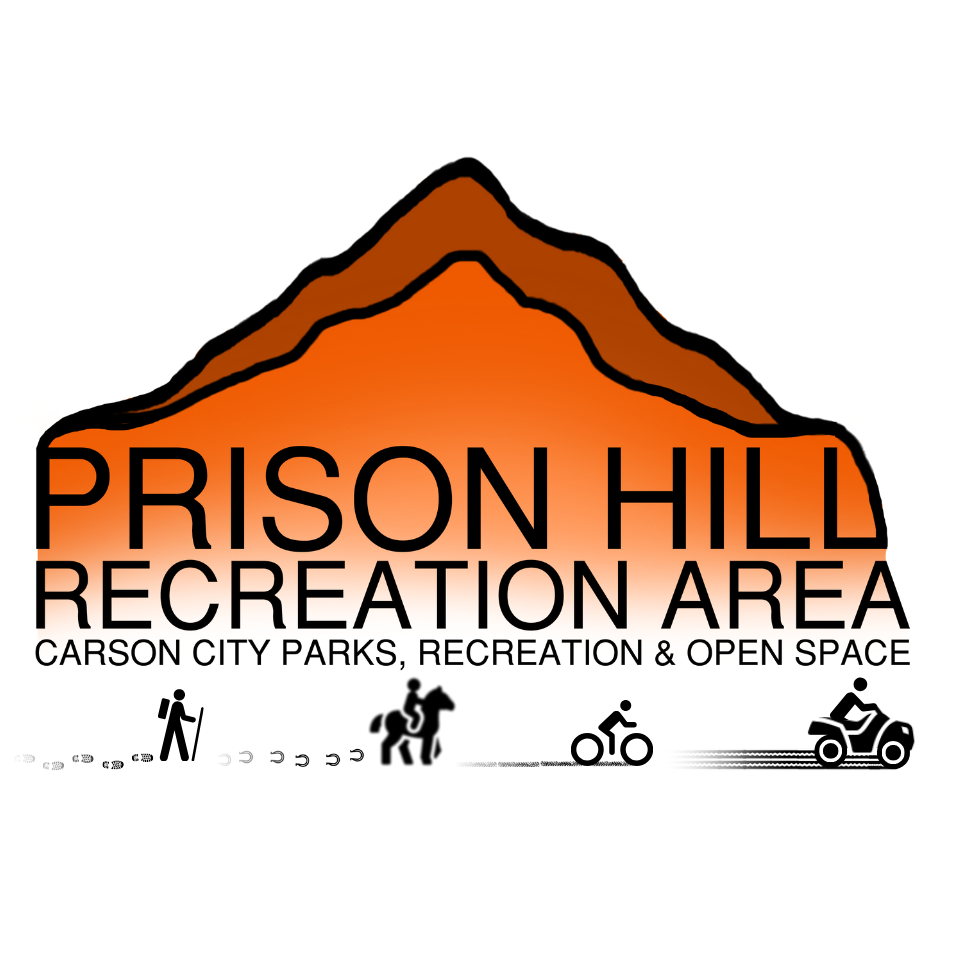 PRISON HILL
RECREATION AREA
CARSON CITY PARKS, RECREATION & OPEN SPACE